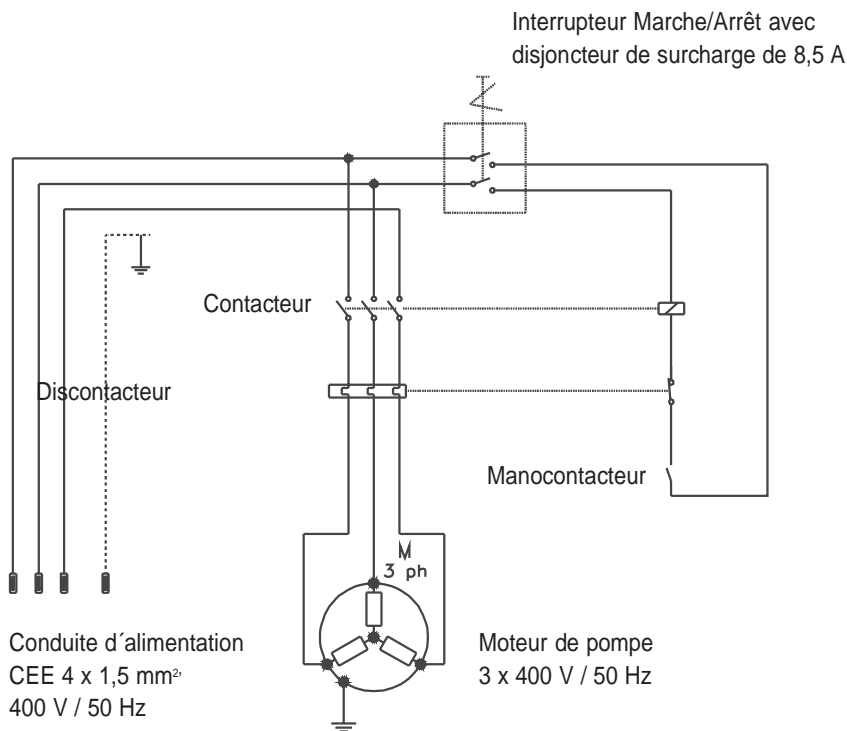 Interrupteur Marche/Arrêt avec
disjoncteur de surcharge de 8,5 A
Contacteur
Discontacteur
Manocontacteur
M
3 ph
Conduite d´alimentation
CEE 4 x 1,5 mm²,
400 V / 50 Hz
Moteur de pompe
3 x 400 V / 50 Hz